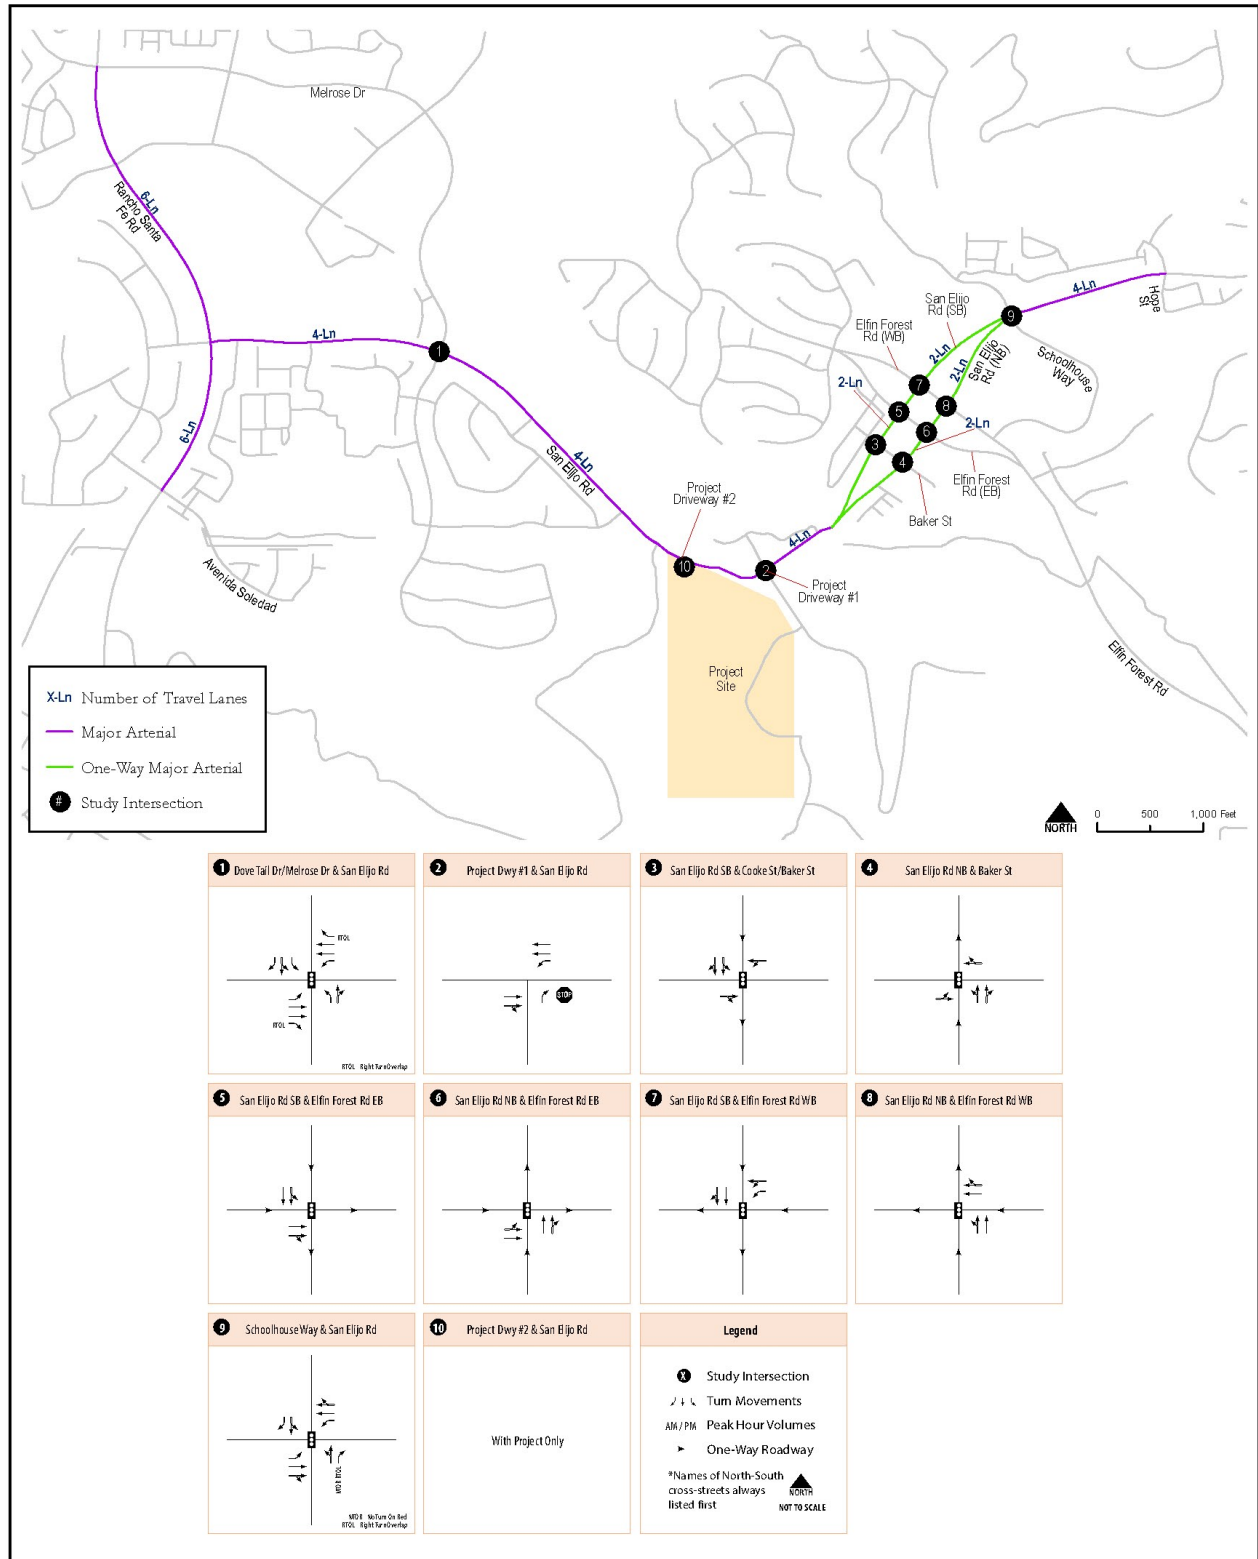 Melrose Dr
6-Ln
Rancho Santa
Fe Rd
4-Ln
1
6-Ln
San Elijo Rd
4-Ln
Avenida Soledad
Project
Driveway #2
10
2
4-Ln
Project
Driveway #1
Project
Site
San Elijo
Rd (SB)
Elfin Forest
Rd (WB)
2-Ln
2-Ln
2-Ln
San Elijo
Rd (NB)
9
4-Ln
Hope
St
Schoolhouse
Way
7
8
5
6
3
4
2-Ln
Elfin Forest
Rd (EB)
Baker St
Elfin Forest Rd
X-Ln Number of Travel Lanes
Major Arterial
One-Way Major Arterial
# Study Intersection
NORTH
0 500 1,000 Feet
1 Dove Tail Dr/Melrose Dr & San Elijo Rd
RTOL
RTOL
RTOL Right Turn Overlap
2 Project Dwy #1 & San Elijo Rd
STOP
3 San Elijo Rd SB & Cooke St/Baker St
4 San Elijo Rd NB & Baker St
5 San Elijo Rd SB & Elfin Forest Rd EB
6 San Elijo Rd NB & Elfin Forest Rd EB
7 San Elijo Rd SB & Elfin Forest Rd WB
8 San Elijo Rd NB & Elfin Forest Rd WB
9 Schoolhouse Way & San Elijo Rd
NTOR RTOL
NTOR No Turn On Red
RTOL Right Turn Overlap
10 Project Dwy #2 & San Elijo Rd
With Project Only
Legend
X Study Intersection
Turn Movements
AM / PM Peak Hour Volumes
One-Way Roadway
*Names of North-South
cross-streets always
listed first
NORTH
NOT TO SCALE